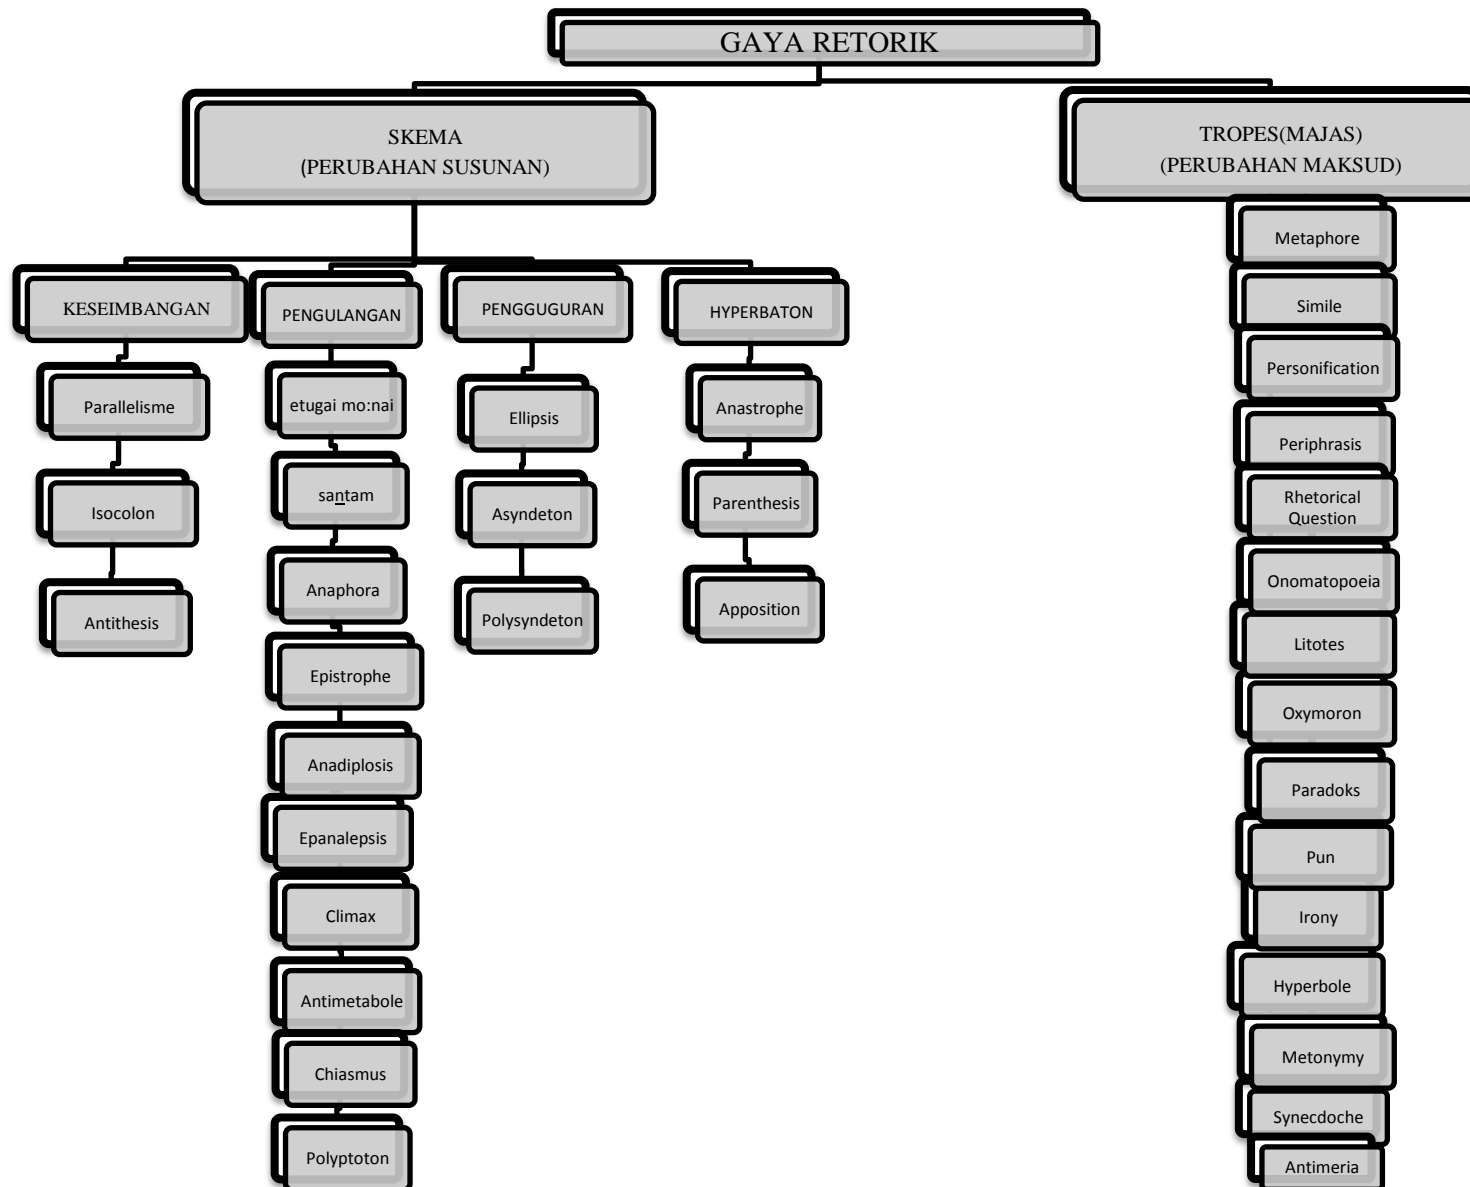 GAYA RETORIK
SKEMA
(PERUBAHAN SUSUNAN)
TROPES(MAJAS)
(PERUBAHAN MAKSUD)
KESEIMBANGAN
Parallelisme
Isocolon
Antithesis
PENGULANGAN
etugai mo:nai
saṉtam
Anaphora
Epistrophe
Anadiplosis
Epanalepsis
Climax
Antimetabole
Chiasmus
Polyptoton
PENGGUGURAN
Ellipsis
Asyndeton
Polysyndeton
HYPERBATON
Anastrophe
Parenthesis
Apposition
Metaphore
Simile
Personification
Periphrasis
Rhetorical
Question
Onomatopoeia
Litotes
Oxymoron
Paradoks
Pun
Irony
Hyperbole
Metonymy
Synecdoche
Antimeria